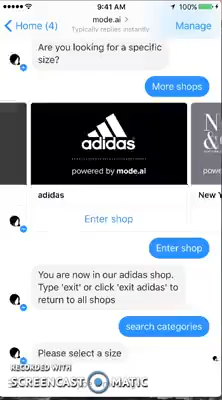 9:41 AM
100%
Home (4)
mode.ai >
Typically replies instantly
Manage
Are you looking for a specific
size?
More shops
adidas
powered by mode.ai
adidas
Enter shop
N
&
New Y
Enter shop
You are now in our adidas shop.
Type 'exit' or click 'exit adidas' to
return to all shops
search categories
Please select a size
RECORDED WITH
SCREENCAST MATIC